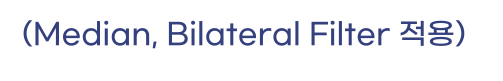 (Median, Bilateral Filter 적용)